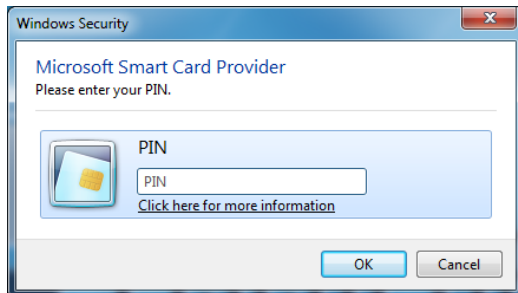 Windows Security
Microsoft Smart Card Provider
Please enter your PIN.
PIN
PIN
Click here for more information
OK
Cancel